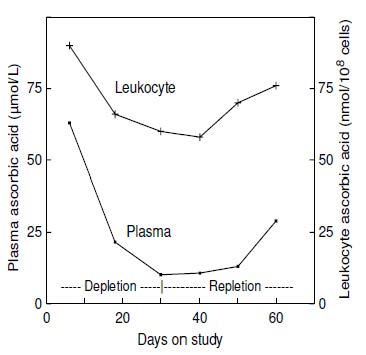 Plasma ascorbic acid (μmol/L)
75
50
25
0
Leukocyte
Plasma
----- Depletion -----|---------- Repletion -------
75
50
25
0
Leukocyte ascorbic acid (nmol/10⁸ cells)
0 20 40 60
Days on study